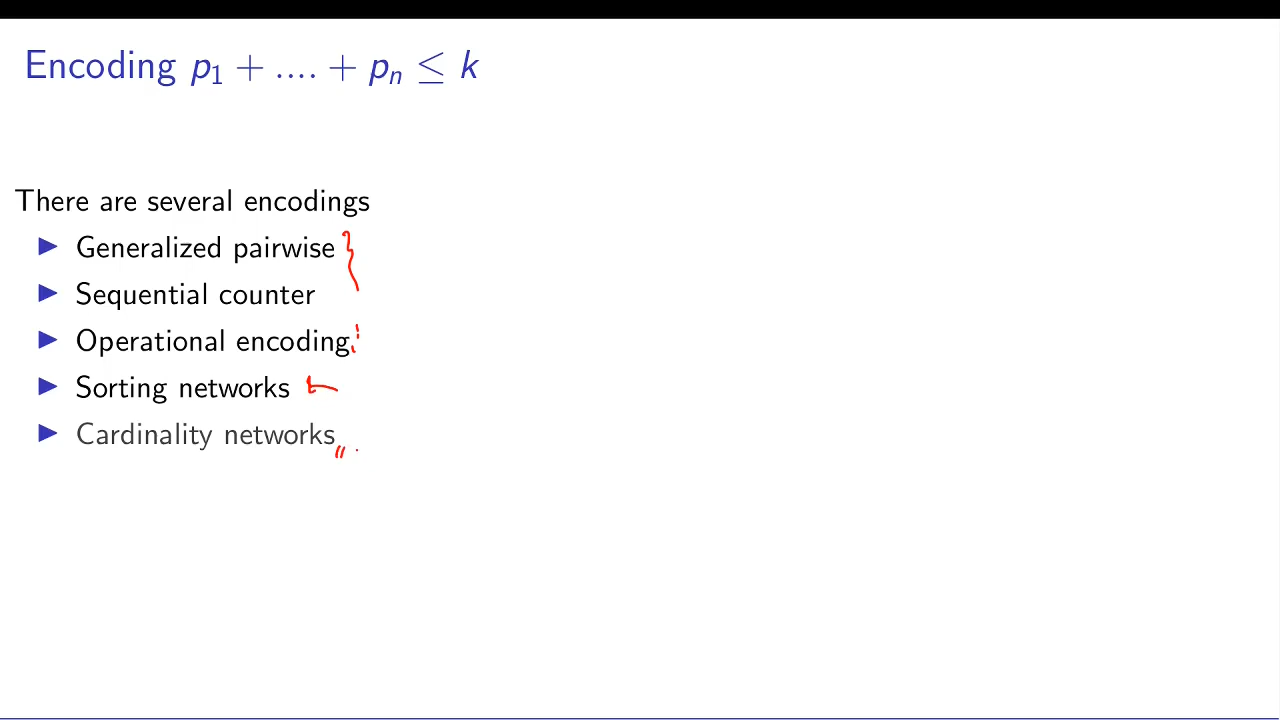 Encoding p₁ + .... + pₙ ≤ k
There are several encodings
▶ Generalized pairwise
▶ Sequential counter
▶ Operational encoding
▶ Sorting networks
▶ Cardinality networks